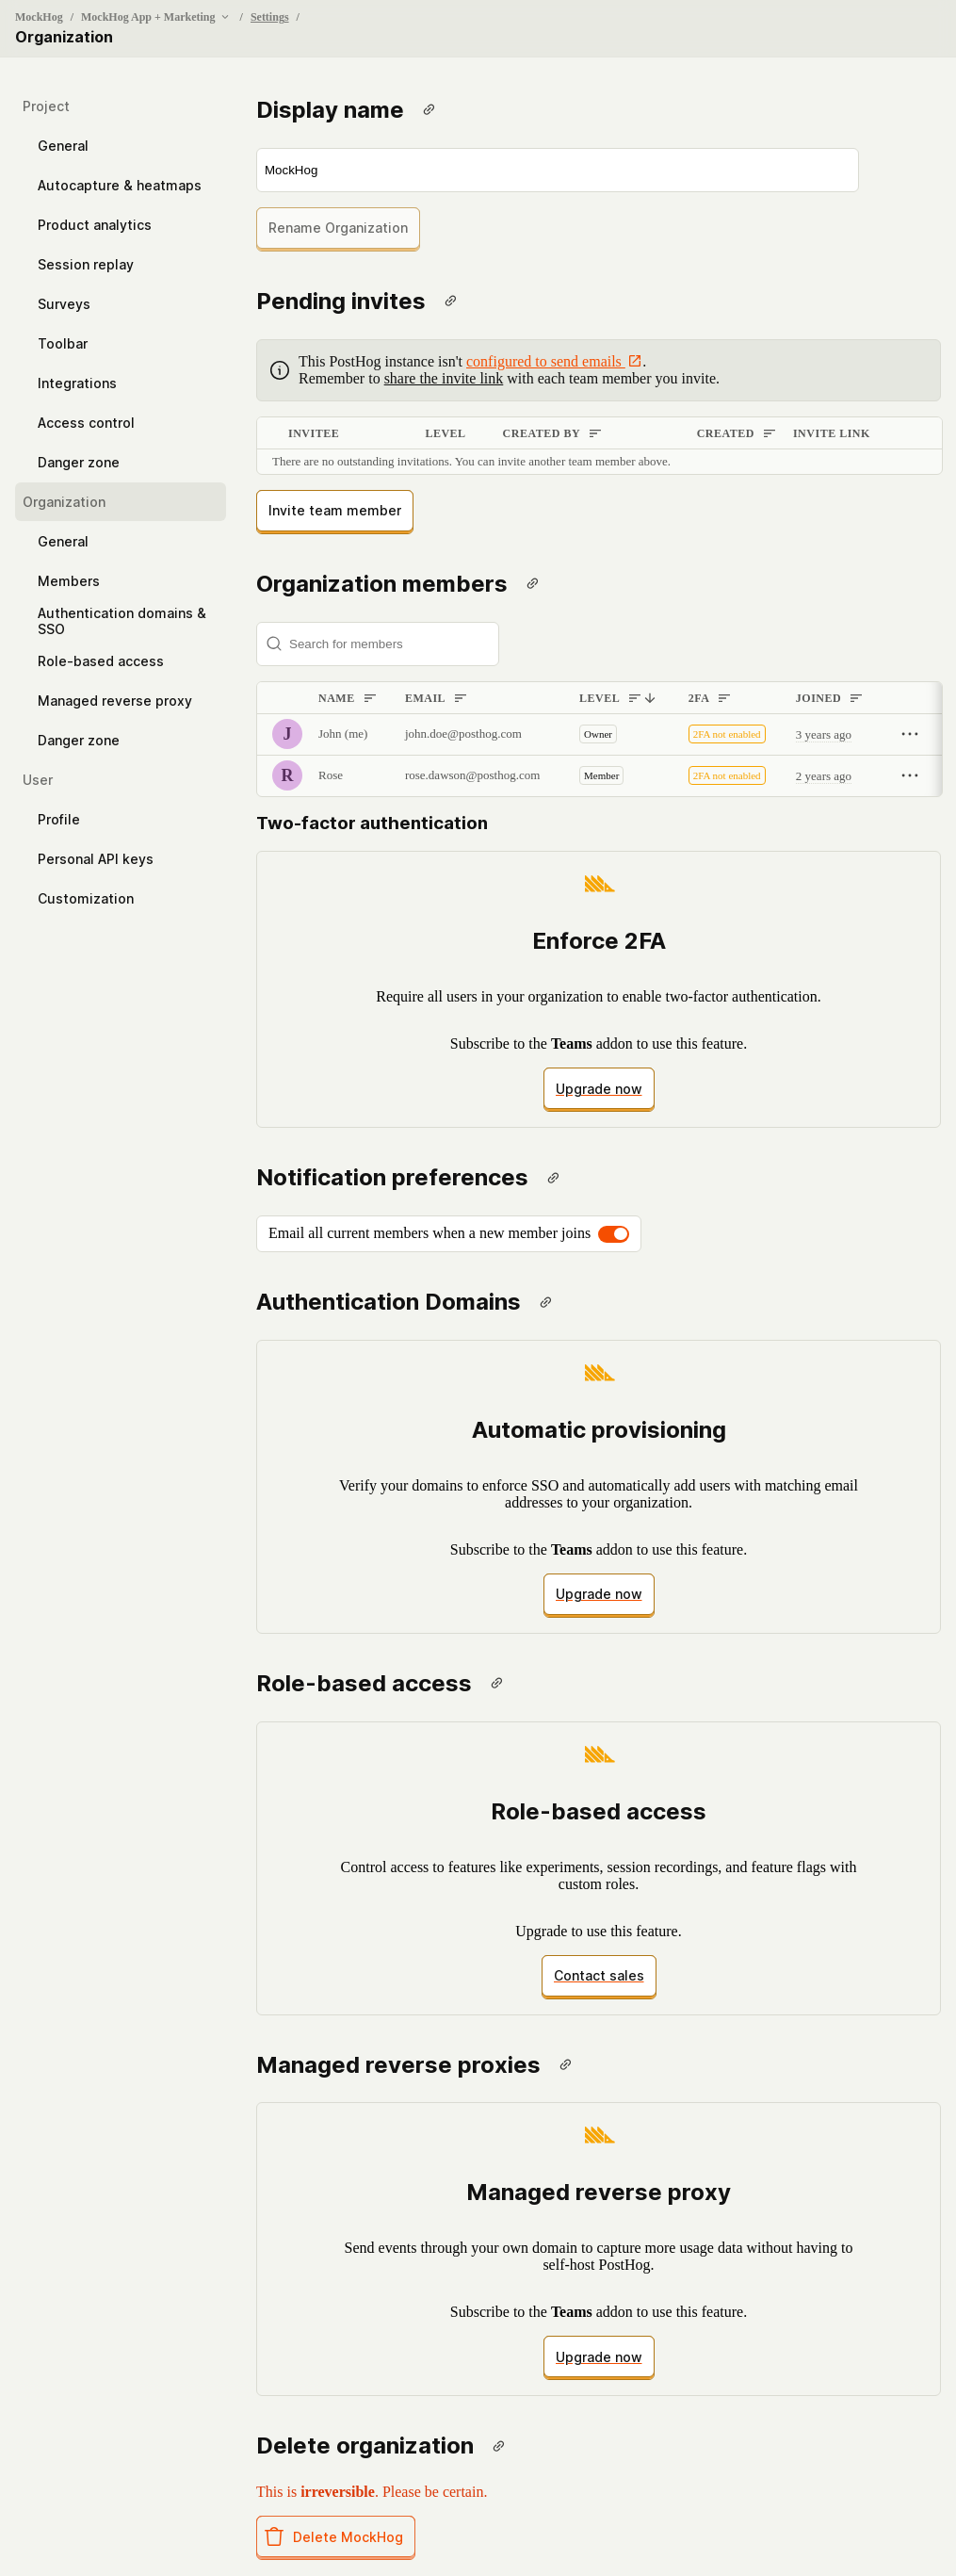 MockHog / MockHog App + Marketing / Settings /
Organization
Project
General
Autocapture & heatmaps
Product analytics
Session replay
Surveys
Toolbar
Integrations
Access control
Danger zone
Organization
General
Members
Authentication domains &
SSO
Role-based access
Managed reverse proxy
Danger zone
User
Profile
Personal API keys
Customization
Display name
MockHog
Rename Organization
Pending invites
This PostHog instance isn't configured to send emails .
Remember to share the invite link with each team member you invite.
INVITEE LEVEL CREATED BY CREATED INVITE LINK
There are no outstanding invitations. You can invite another team member above.
Invite team member
Organization members
Search for members
NAME EMAIL LEVEL 2FA JOINED
J John (me) john.doe@posthog.com Owner 2FA not enabled 3 years ago
R Rose rose.dawson@posthog.com Member 2FA not enabled 2 years ago
Two-factor authentication
Enforce 2FA
Require all users in your organization to enable two-factor authentication.
Subscribe to the Teams addon to use this feature.
Upgrade now
Notification preferences
Email all current members when a new member joins
Authentication Domains
Automatic provisioning
Verify your domains to enforce SSO and automatically add users with matching email
addresses to your organization.
Subscribe to the Teams addon to use this feature.
Upgrade now
Role-based access
Role-based access
Control access to features like experiments, session recordings, and feature flags with
custom roles.
Upgrade to use this feature.
Contact sales
Managed reverse proxies
Managed reverse proxy
Send events through your own domain to capture more usage data without having to
self-host PostHog.
Subscribe to the Teams addon to use this feature.
Upgrade now
Delete organization
This is irreversible. Please be certain.
Delete MockHog